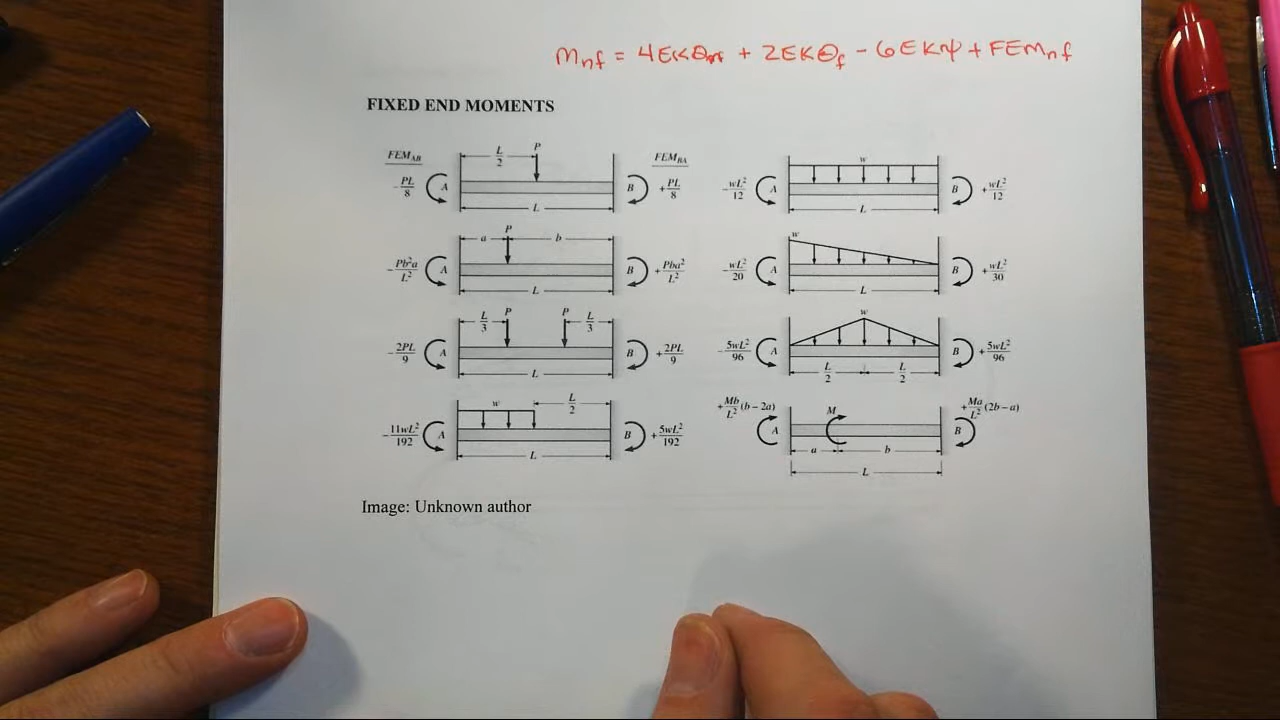 Mnf = 4EKθn + 2EKθf - 6EKψ + FEMnf
FIXED END MOMENTS
FEM_AB
L/2
P
FEM_BA
-PL/8
A
B
+PL/8
L
w
-wL²/12
A
B
+wL²/12
L
a
P
b
-Pb²a/L²
A
B
+Pba²/L²
L
w
-wL²/20
A
B
+wL²/30
L
L/3
P
P
L/3
-2PL/9
A
B
+2PL/9
L
w
-5wL²/96
A
B
+5wL²/96
L/2
L/2
w
L/2
-11wL²/192
A
B
+5wL²/192
L
+Mb/L²(b-2a)
M
+Ma/L²(2b-a)
A
B
a
b
L
Image: Unknown author